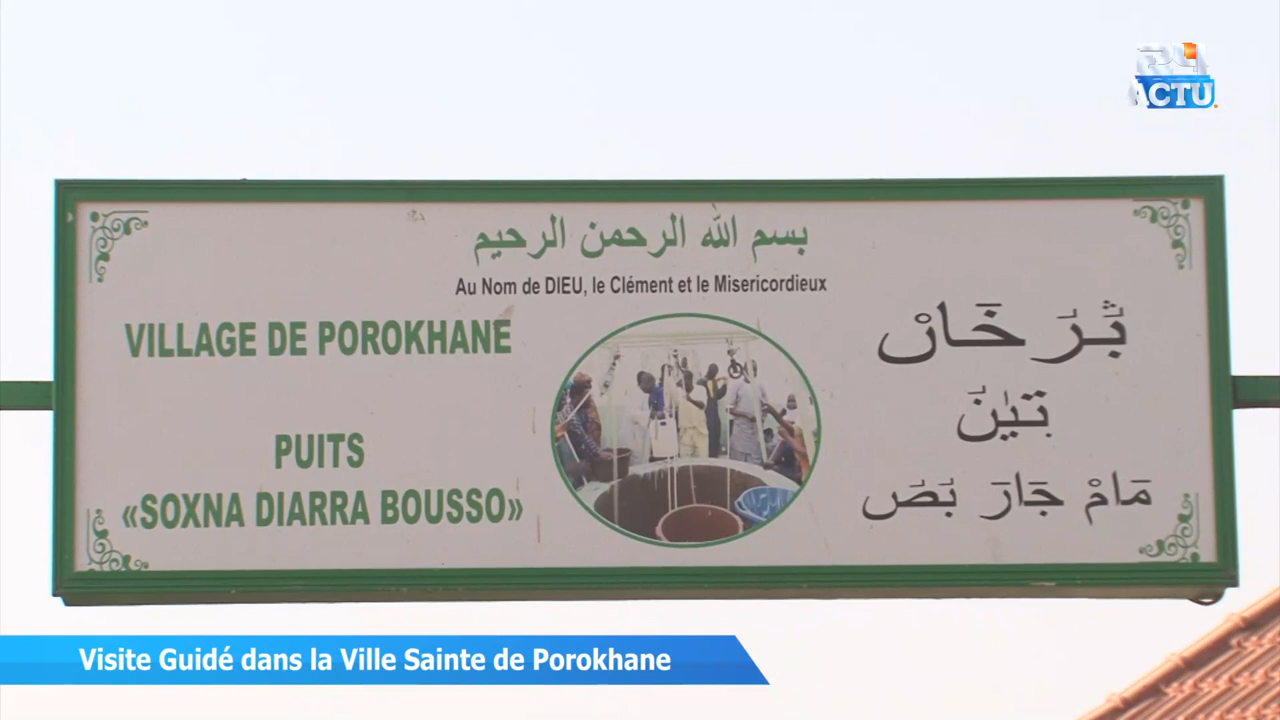 ACTU.
بسم الله الرحمن الرحيم
Au Nom de DIEU, le Clément et le Misericordieux
VILLAGE DE POROKHANE
PUITS
«SOXNA DIARRA BOUSSO»
مَامْ جَارَ بَصَ
Visite Guidé dans la Ville Sainte de Porokhane